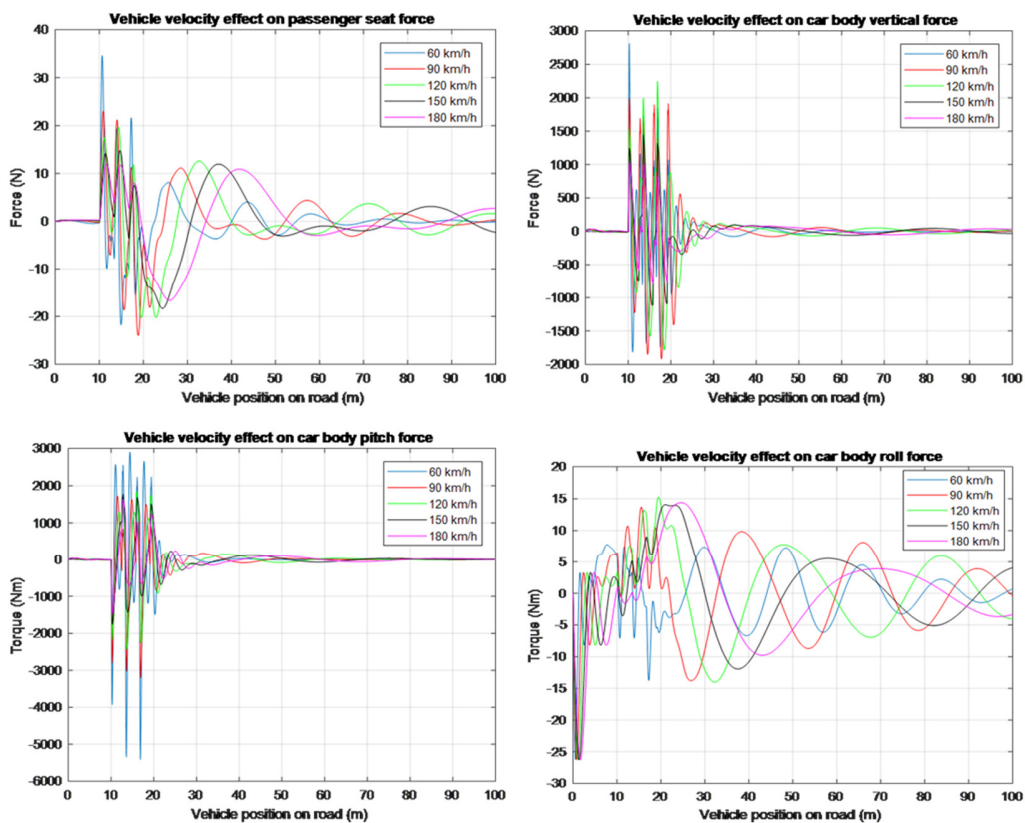 Vehicle velocity effect on passenger seat force
40
30
20
10
0
-10
-20
-30
Force (N)
60 km/h
90 km/h
120 km/h
150 km/h
180 km/h
0 10 20 30 40 50 60 70 80 90 100
Vehicle position on road (m)
Vehicle velocity effect on car body vertical force
3000
2500
2000
1500
1000
500
0
-500
-1000
-1500
-2000
Force (N)
60 km/h
90 km/h
120 km/h
150 km/h
180 km/h
0 10 20 30 40 50 60 70 80 90 100
Vehicle position on road (m)
Vehicle velocity effect on car body pitch force
3000
2000
1000
0
-1000
-2000
-3000
-4000
-5000
-6000
Torque (Nm)
60 km/h
90 km/h
120 km/h
150 km/h
180 km/h
0 10 20 30 40 50 60 70 80 90 100
Vehicle position on road (m)
Vehicle velocity effect on car body roll force
20
15
10
5
0
-5
-10
-15
-20
-25
-30
Torque (Nm)
60 km/h
90 km/h
120 km/h
150 km/h
180 km/h
0 10 20 30 40 50 60 70 80 90 100
Vehicle position on road (m)